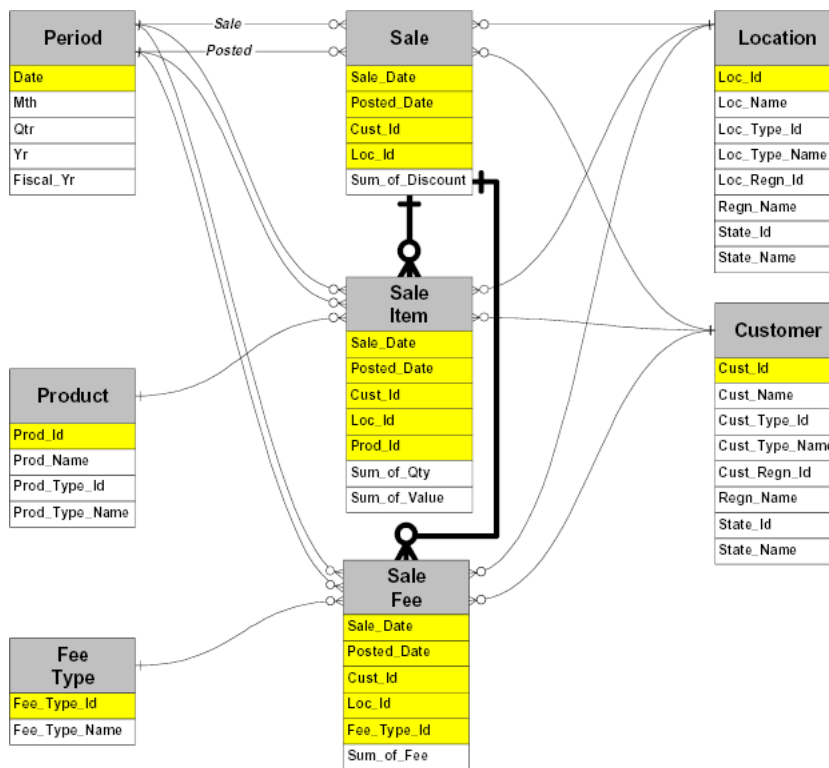 Period
Date
Mth
Qtr
Yr
Fiscal_Yr
Sale
Posted
Sale
Sale_Date
Posted_Date
Cust_Id
Loc_Id
Sum_of_Discount
Location
Loc_Id
Loc_Name
Loc_Type_Id
Loc_Type_Name
Loc_Regn_Id
Regn_Name
State_Id
State_Name
Sale
Item
Sale_Date
Posted_Date
Cust_Id
Loc_Id
Prod_Id
Sum_of_Qty
Sum_of_Value
Product
Prod_Id
Prod_Name
Prod_Type_Id
Prod_Type_Name
Customer
Cust_Id
Cust_Name
Cust_Type_Id
Cust_Type_Name
Cust_Regn_Id
Regn_Name
State_Id
State_Name
Sale
Fee
Sale_Date
Posted_Date
Cust_Id
Loc_Id
Fee_Type_Id
Sum_of_Fee
Fee
Type
Fee_Type_Id
Fee_Type_Name